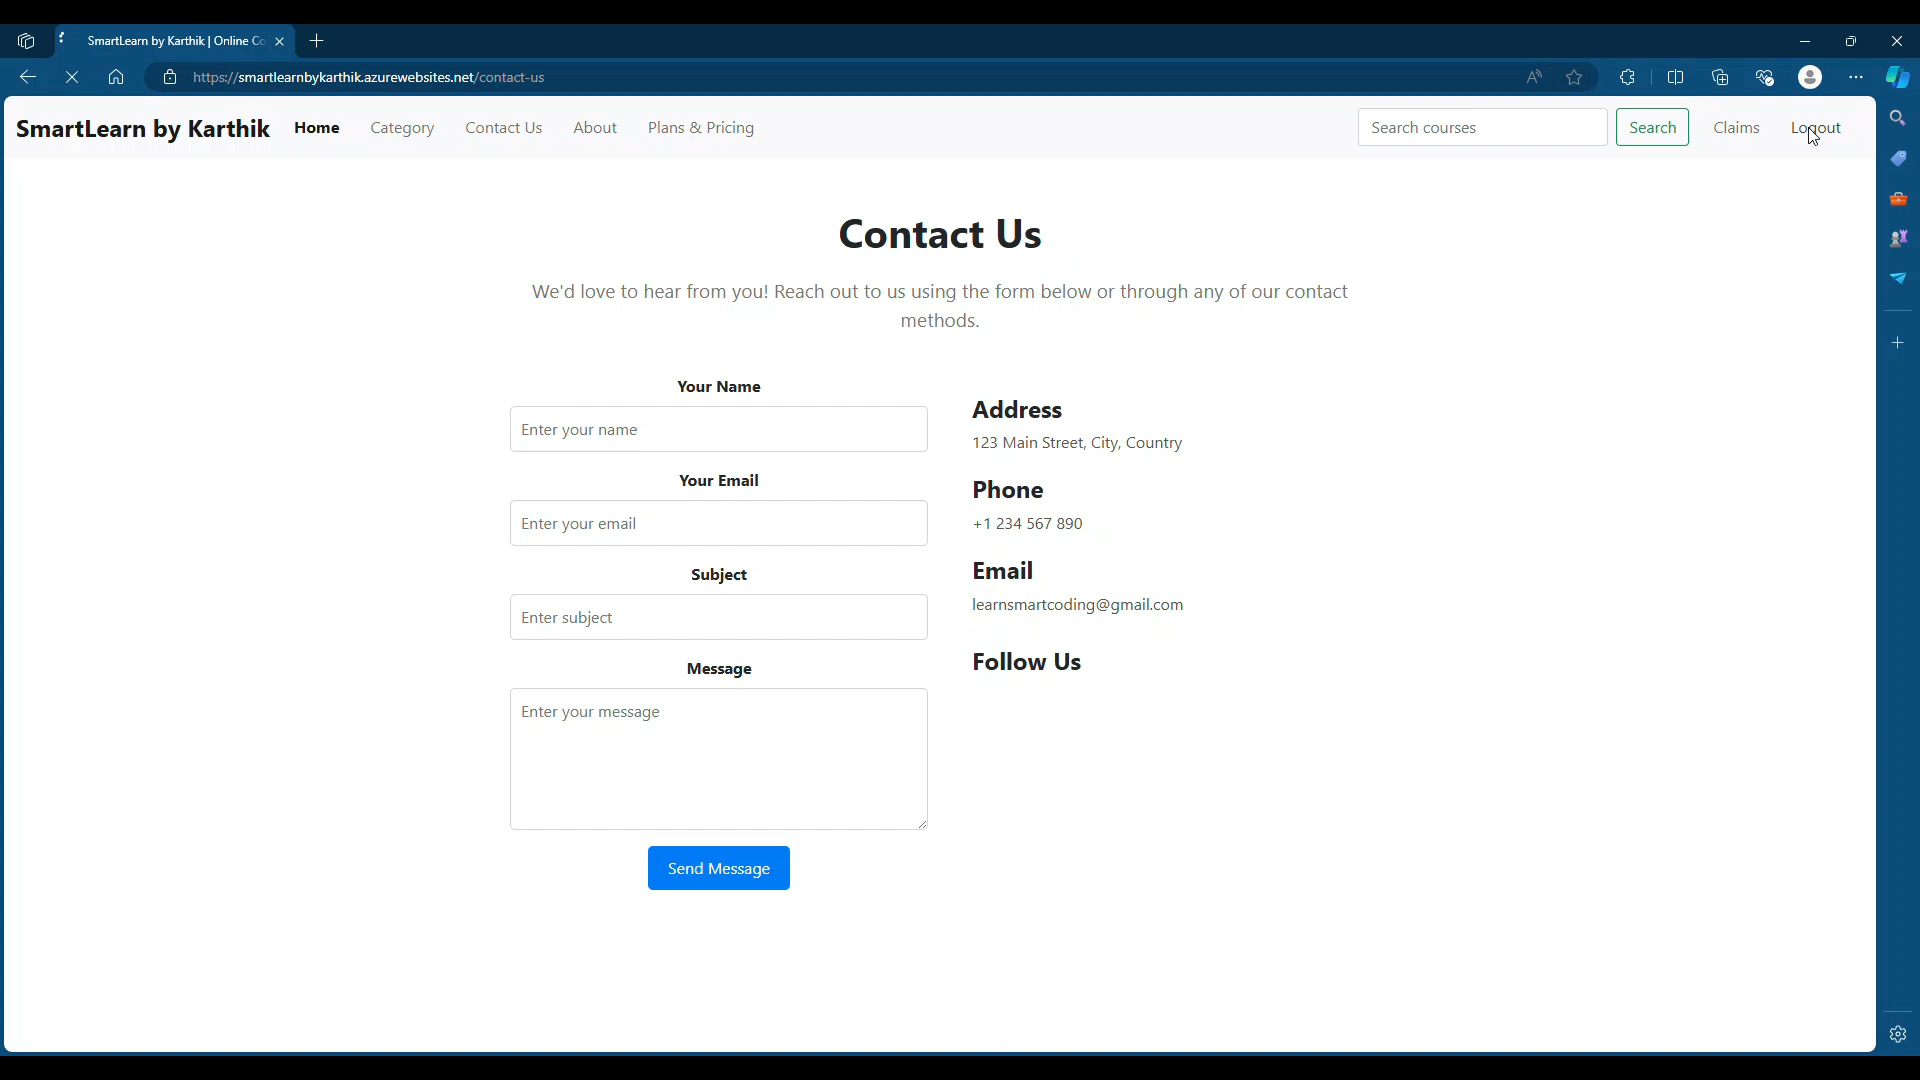 SmartLearn by Karthik | Online Co
https://smartlearnbykarthik.azurewebsites.net/contact-us
SmartLearn by Karthik Home Category Contact Us About Plans & Pricing Search courses Search Claims Logout
Contact Us
We'd love to hear from you! Reach out to us using the form below or through any of our contact
methods.
Your Name
Enter your name
Your Email
Enter your email
Subject
Enter subject
Message
Enter your message
Send Message
Address
123 Main Street, City, Country
Phone
+1 234 567 890
Email
learnsmartcoding@gmail.com
Follow Us